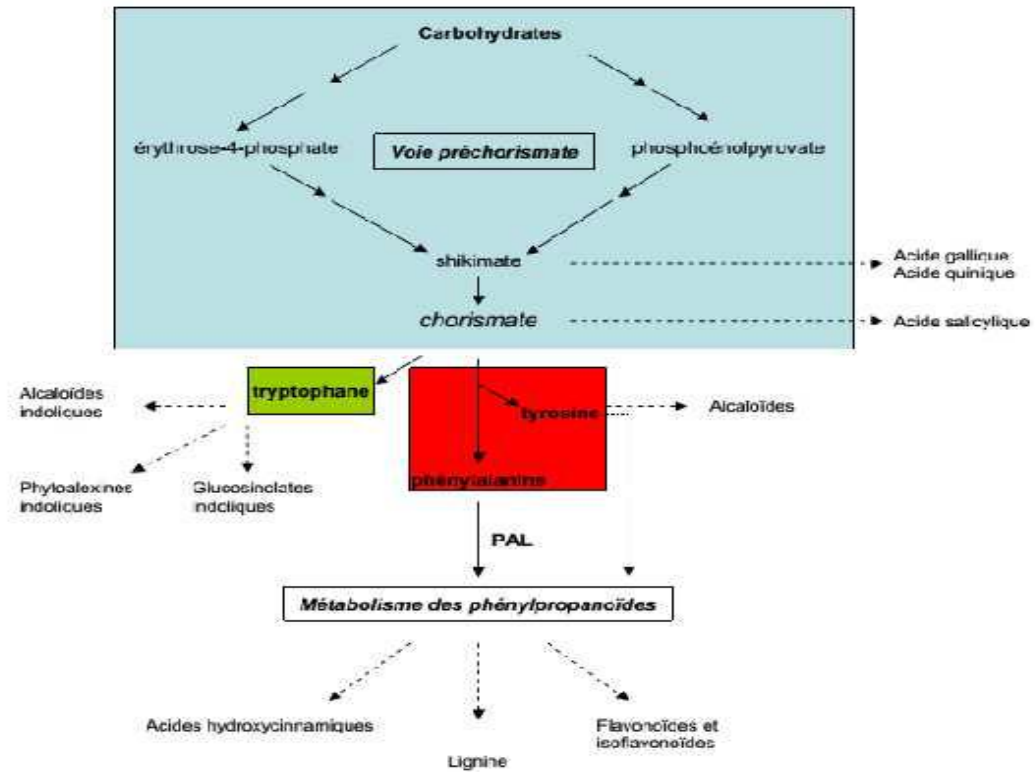 Carbohydrates
érythrose-4-phosphate
Voie préchorismate
phosphoénolpyruvate
shikimate
Acide gallique
Acide quinique
chorismate
Acide salicylique
tryptophane
Alcaloïdes
indoliques
tyrosine
Alcaloïdes
Phytoalexines
indoliques
Glucosinolates
indoliques
phénylalanine
PAL
Métabolisme des phénylpropanoïdes
Acides hydroxycinnamiques
Flavonoïdes et
isoflavonoïdes
Lignine